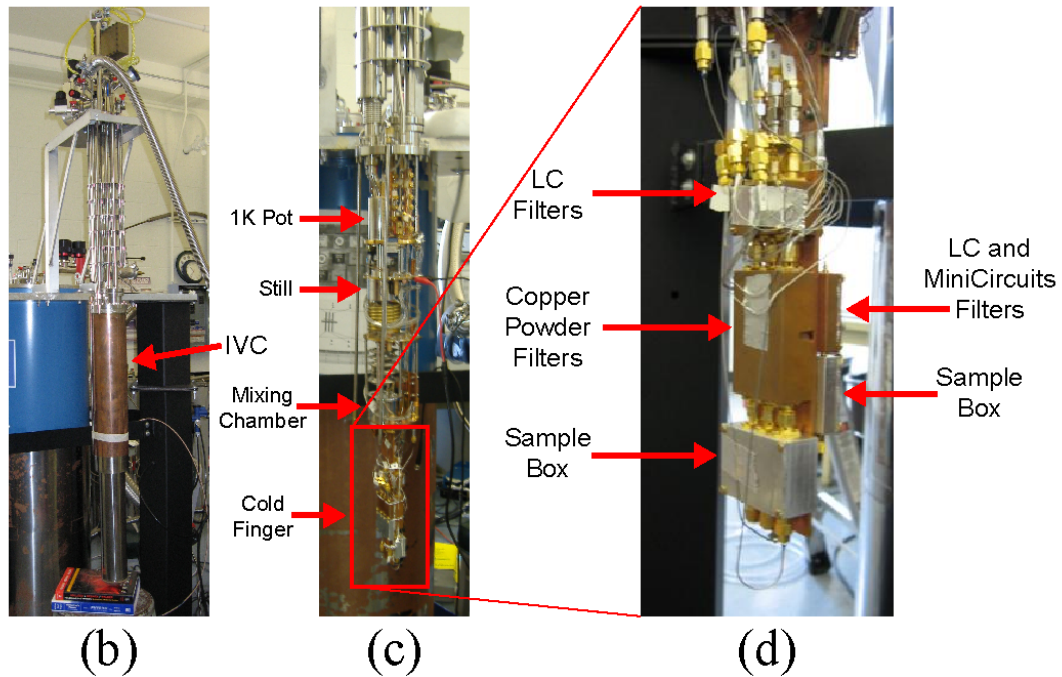 IVC
(b)
1K Pot
Still
Mixing
Chamber
Cold
Finger
(c)
LC
Filters
Copper
Powder
Filters
Sample
Box
LC and
MiniCircuits
Filters
Sample
Box
(d)